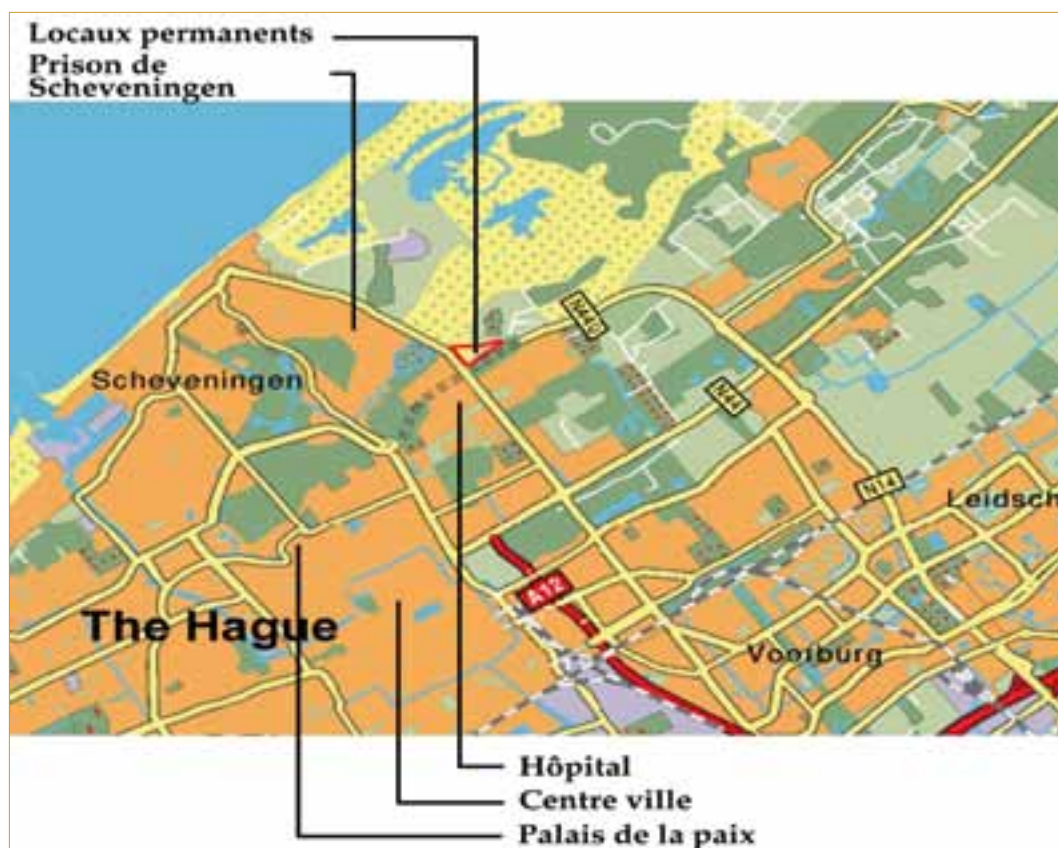 Locaux permanents
Prison de
Scheveningen
N440
Scheveningen
N44
N14
Leidsch
A12
The Hague
Voorburg
Hôpital
Centre ville
Palais de la paix